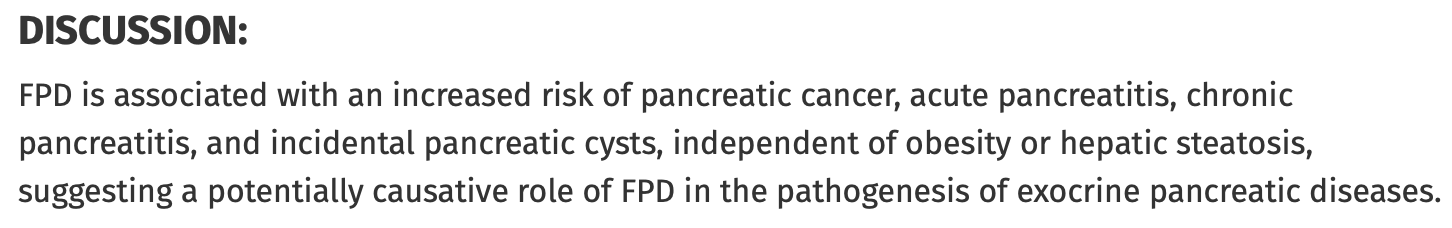 DISCUSSION:
FPD is associated with an increased risk of pancreatic cancer, acute pancreatitis, chronic
pancreatitis, and incidental pancreatic cysts, independent of obesity or hepatic steatosis,
suggesting a potentially causative role of FPD in the pathogenesis of exocrine pancreatic diseases.